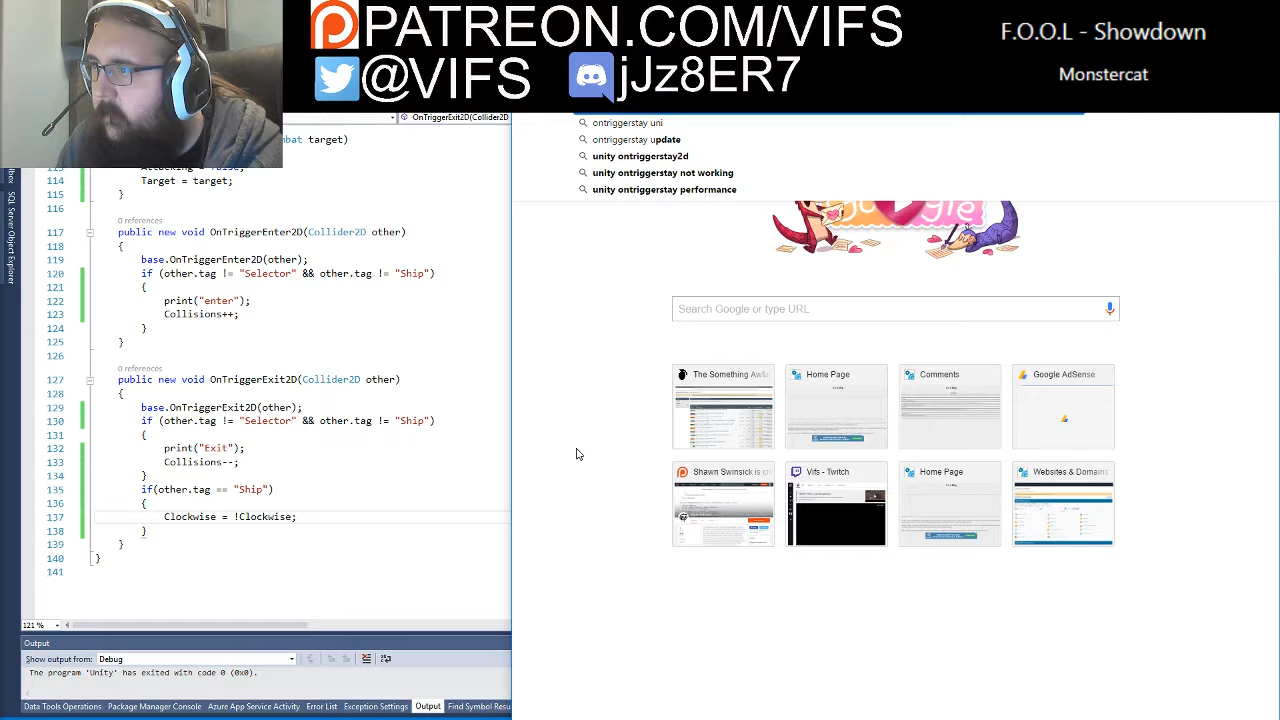 PATREON.COM/VIFS
@VIFS jJz8ER7
F.O.O.L - Showdown
Monstercat
OnTriggerExit2D(Collider2D
target)
114 Target = target;
115 }
116
0 references
117 public new void OnTriggerEnter2D(Collider2D other)
118 {
119 base.OnTriggerEnter2D(other);
120 if (other.tag != "Selector" && other.tag != "Ship")
121 {
122 print("enter");
123 Collisions++;
124 }
125 }
126
0 references
127 public new void OnTriggerExit2D(Collider2D other)
128 {
129 base.OnTriggerExit2D(other);
130 if (other.tag != "Selector" && other.tag != "Ship"
131 {
132 print("Exit");
133 Collisions--;
134 }
135 if(other.tag == "Ship")
136 {
137 Clockwise = !Clockwise;
138 }
139 }
140 }
141
SQL Server Object Explorer
121 %
Output
Show output from: Debug
The program 'Unity' has exited with code 0 (0x0).
Data Tools Operations Package Manager Console Azure App Service Activity Error List Exception Settings Output Find Symbol Resu
ontriggerstay uni
ontriggerstay update
unity ontriggerstay2d
unity ontriggerstay not working
unity ontriggerstay performance
Search Google or type URL
The Something Awfu
Home Page
Comments
Google AdSense
Shawn Swinsick is cre
Vifs - Twitch
Home Page
Websites & Domains